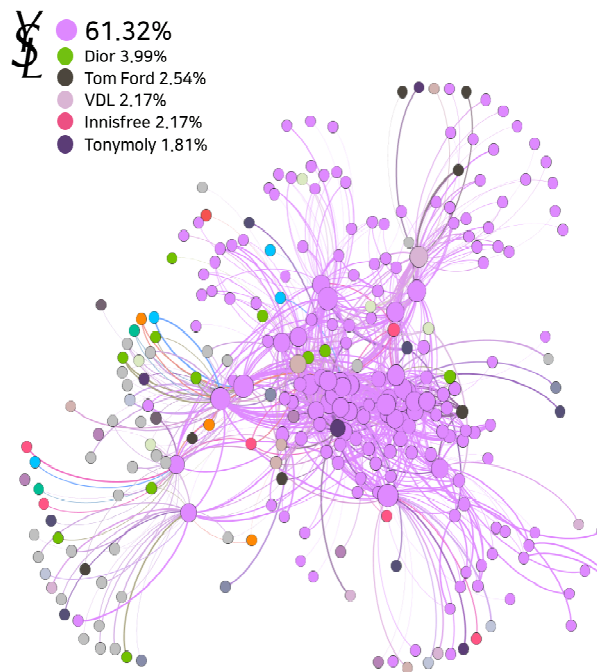 YSL 61.32%
Dior 3.99%
Tom Ford 2.54%
VDL 2.17%
Innisfree 2.17%
Tonymoly 1.81%